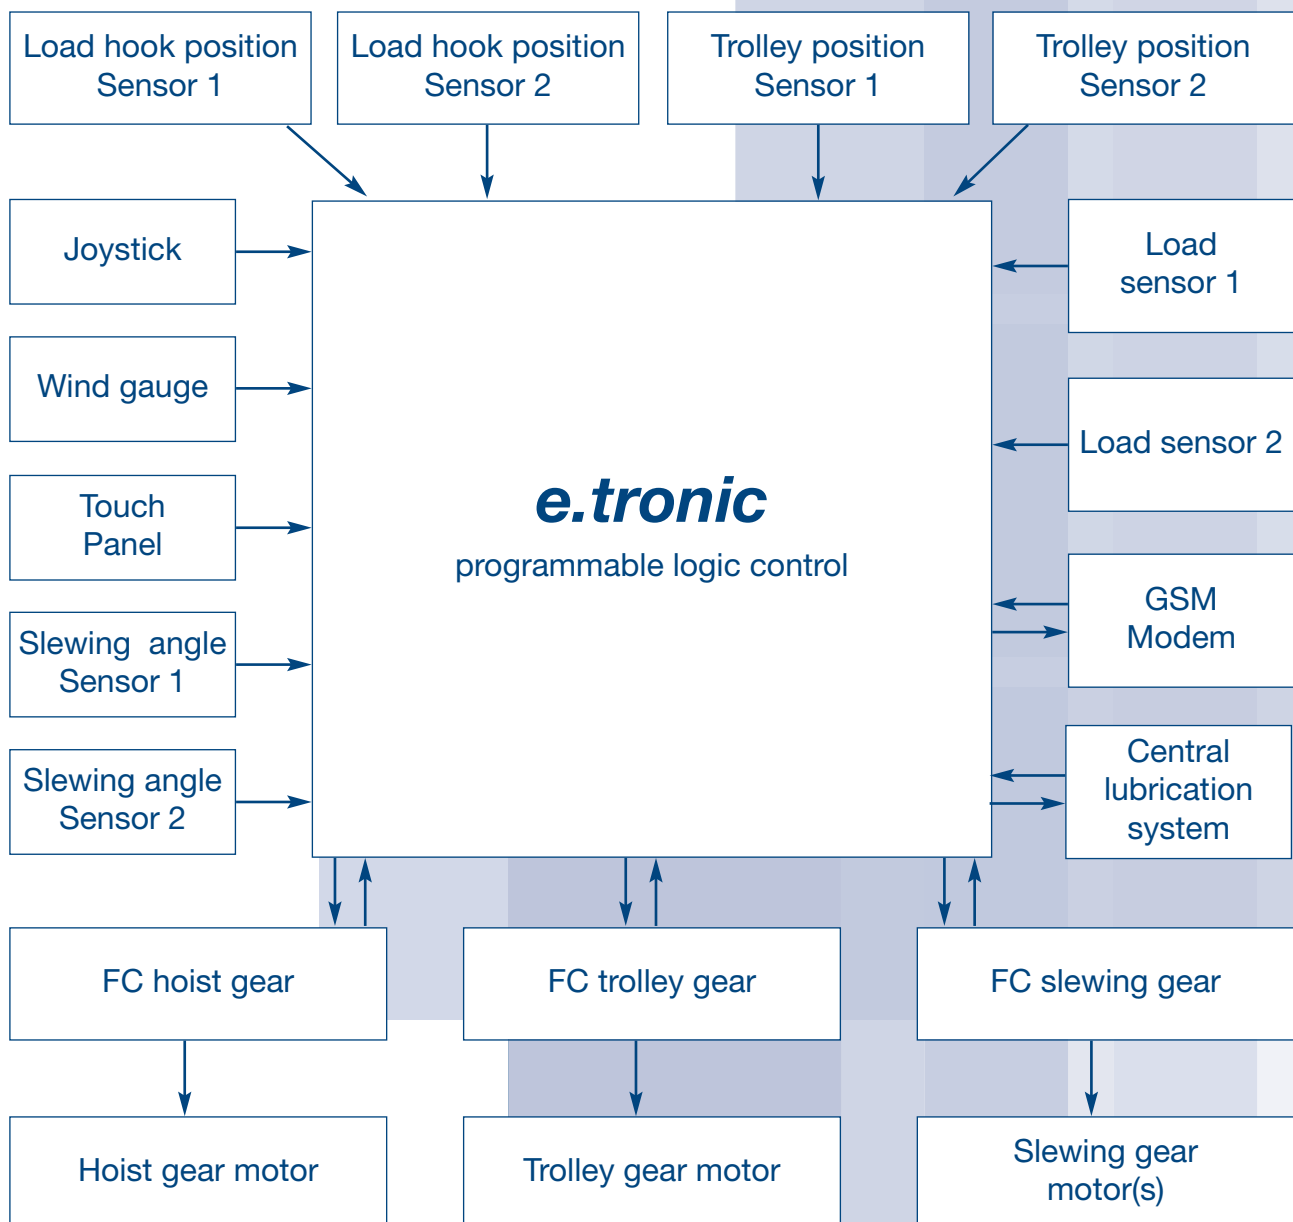 Load hook position
Sensor 1
Load hook position
Sensor 2
Trolley position
Sensor 1
Trolley position
Sensor 2
Joystick
Wind gauge
Touch
Panel
Slewing angle
Sensor 1
Slewing angle
Sensor 2
e.tronic
programmable logic control
Load
sensor 1
Load sensor 2
GSM
Modem
Central
lubrication
system
FC hoist gear
FC trolley gear
FC slewing gear
Hoist gear motor
Trolley gear motor
Slewing gear
motor(s)